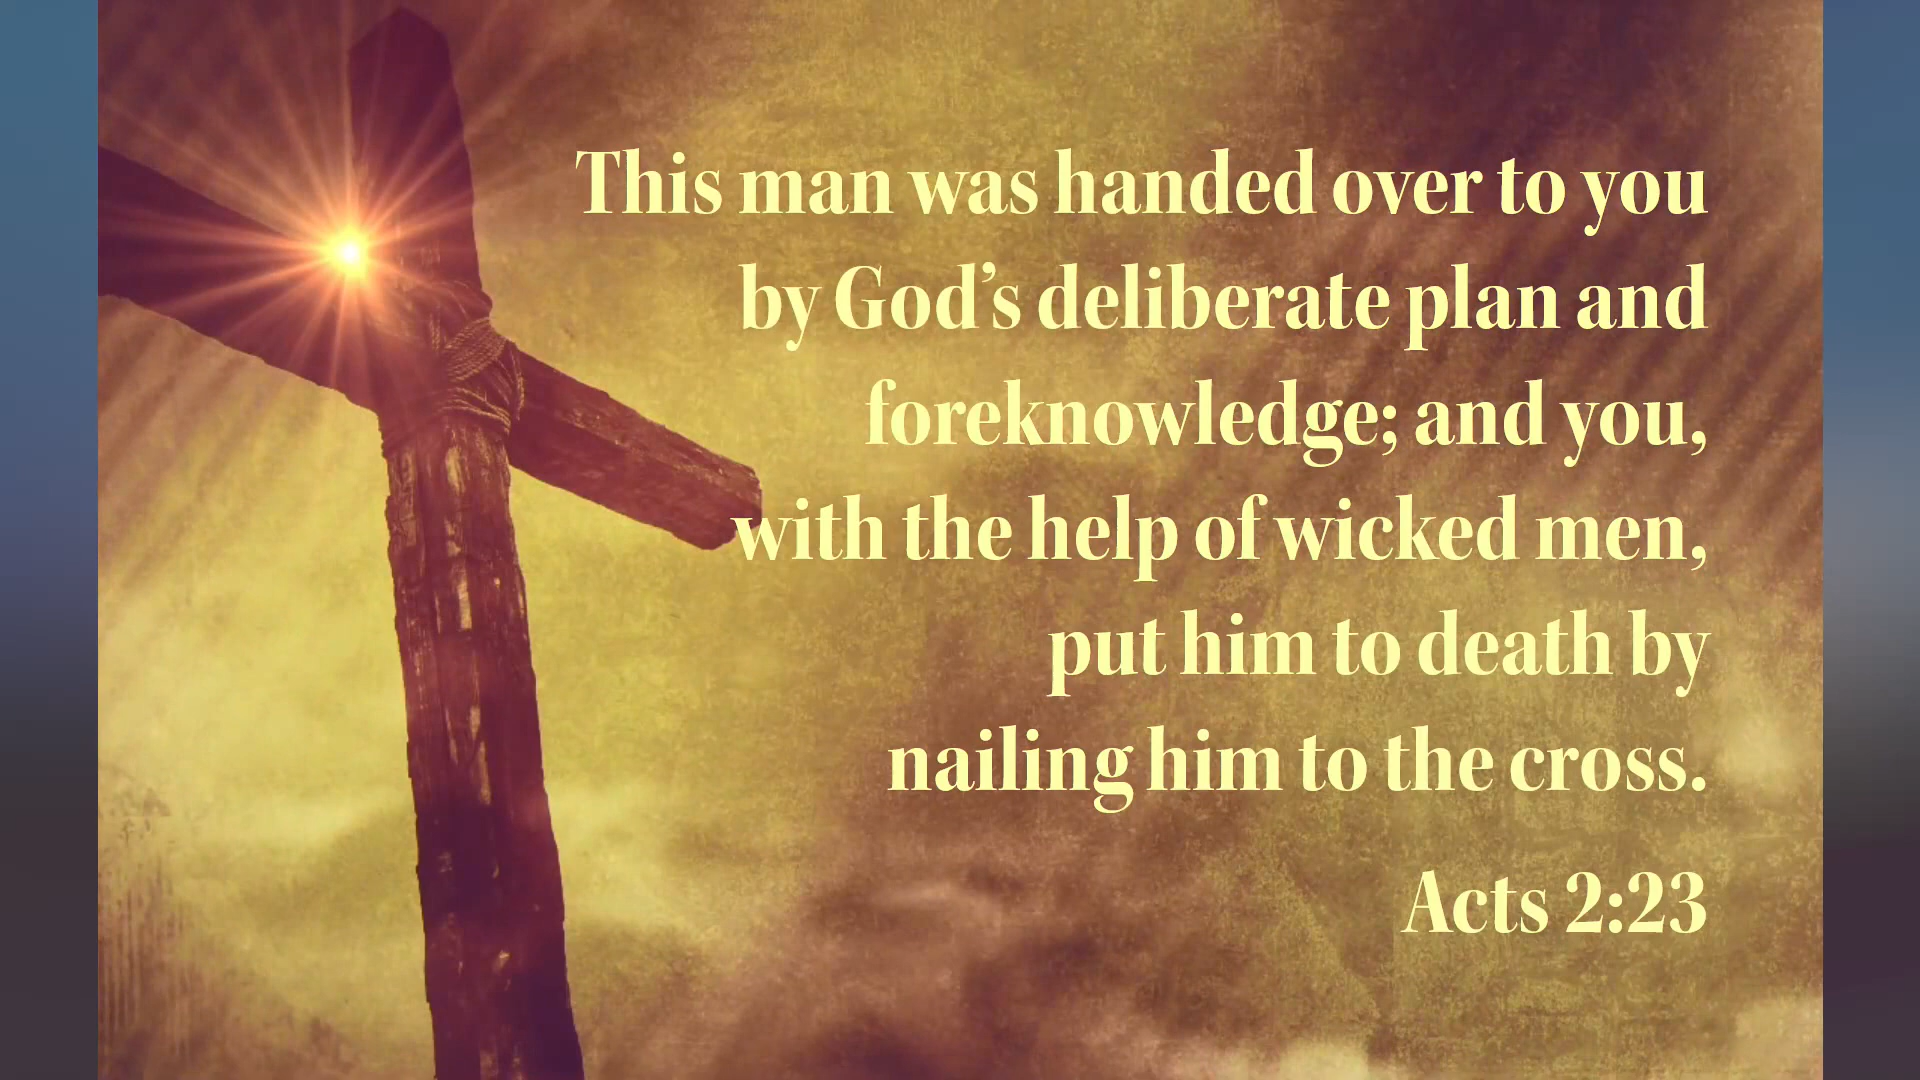 This man was handed over to you
by God’s deliberate plan and
foreknowledge; and you,
with the help of wicked men,
put him to death by
nailing him to the cross.
Acts 2:23